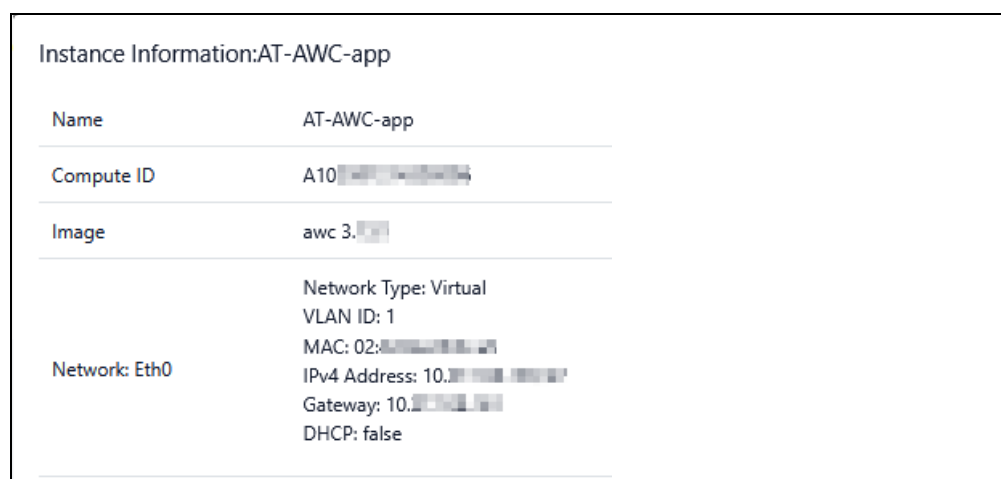 Instance Information:AT-AWC-app
Name AT-AWC-app
Compute ID A10
Image awc 3.
Network: Eth0
Network Type: Virtual
VLAN ID: 1
MAC: 02:
IPv4 Address: 10.
Gateway: 10.
DHCP: false